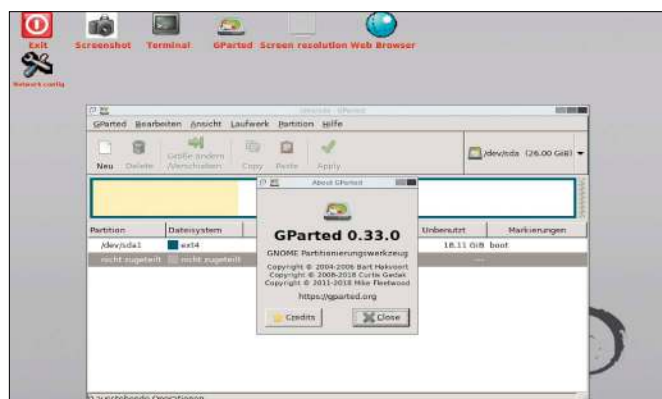 Exit
Screenshot
Terminal
GParted
Screen resolution
Web Browser
Network config
GParted Bearbeiten Ansicht Laufwerk Partition Hilfe
Neu Delete Größe ändern /Verschieben Copy Paste Apply
/dev/sda (26.00 GiB)
About GParted
Partition Dateisystem Unbenutzt Markierungen
/dev/sda1 ext4 18.11 GiB boot
nicht zugeteilt nicht zugeteilt ---
GParted 0.33.0
GNOME Partitionierungswerkzeug
Copyright © 2004-2006 Bart Hakvoort
Copyright © 2008-2018 Curtis Gedak
Copyright © 2011-2018 Mike Fleetwood
https://gparted.org
Credits Close
0 ausstehende Operationen